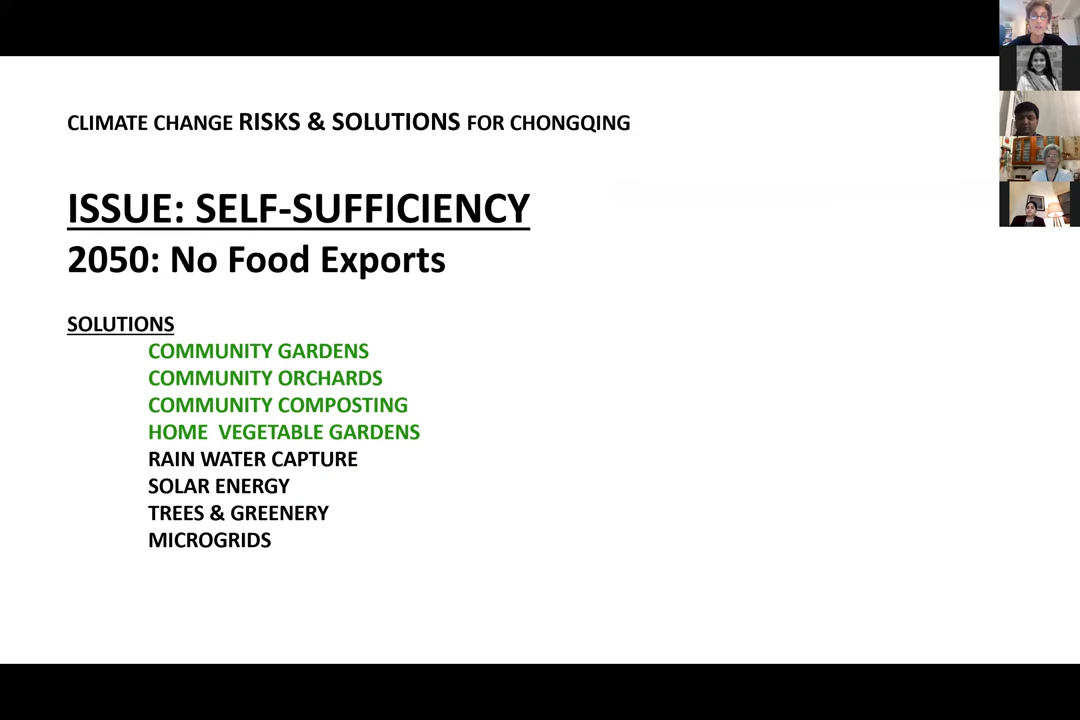 CLIMATE CHANGE RISKS & SOLUTIONS FOR CHONGQING
ISSUE: SELF-SUFFICIENCY
2050: No Food Exports
SOLUTIONS
COMMUNITY GARDENS
COMMUNITY ORCHARDS
COMMUNITY COMPOSTING
HOME  VEGETABLE GARDENS
RAIN WATER CAPTURE
SOLAR ENERGY
TREES & GREENERY
MICROGRIDS